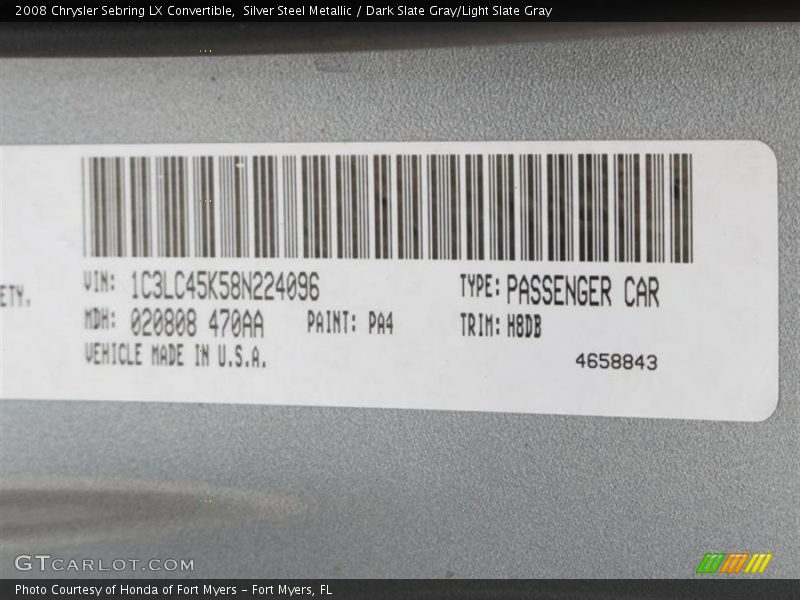 2008 Chrysler Sebring LX Convertible, Silver Steel Metallic / Dark Slate Gray/Light Slate Gray
ETY.
VIN: 1C3LC45K58N224096 TYPE: PASSENGER CAR
MDH: 020808 470AA PAINT: PA4 TRIM: H8DB
VEHICLE MADE IN U.S.A.
4658843
GTCARLOT.COM
Photo Courtesy of Honda of Fort Myers - Fort Myers, FL